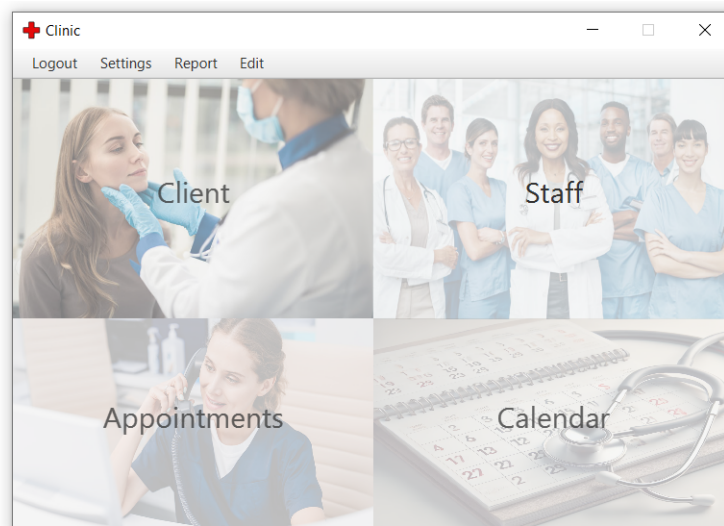 Clinic
Logout Settings Report Edit
Client
Staff
Appointments
Calendar